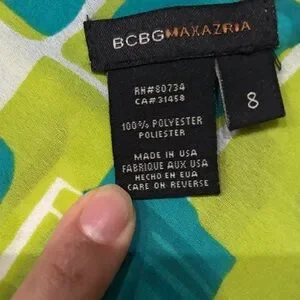 BCBGMAXAZRIA
RN#80734
CA#31458
8
100% POLYESTER
POLIESTER
MADE IN USA
FABRIQUE AUX USA
HECHO EN EUA
CARE ON REVERSE